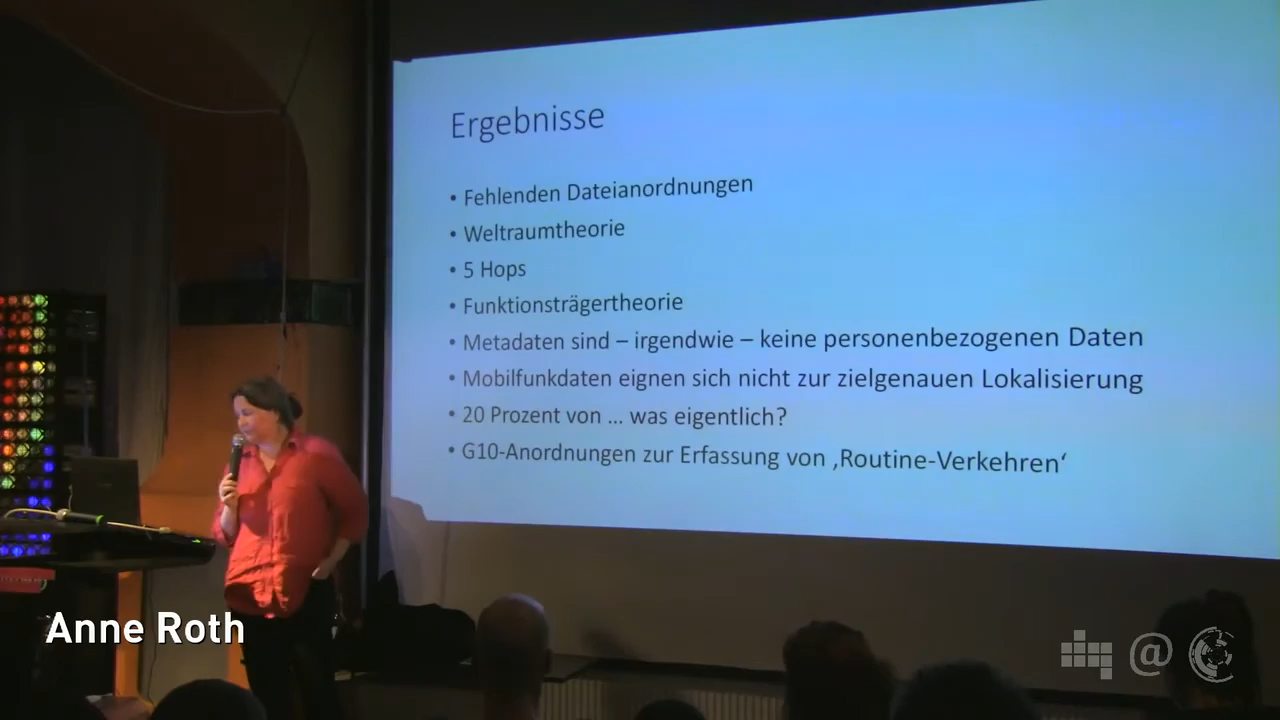 Ergebnisse
• Fehlenden Dateianordnungen
• Weltraumtheorie
• 5 Hops
• Funktionsträgertheorie
• Metadaten sind – irgendwie – keine personenbezogenen Daten
• Mobilfunkdaten eignen sich nicht zur zielgenauen Lokalisierung
• 20 Prozent von ... was eigentlich?
• G10-Anordnungen zur Erfassung von ‚Routine-Verkehren‘
Anne Roth
@